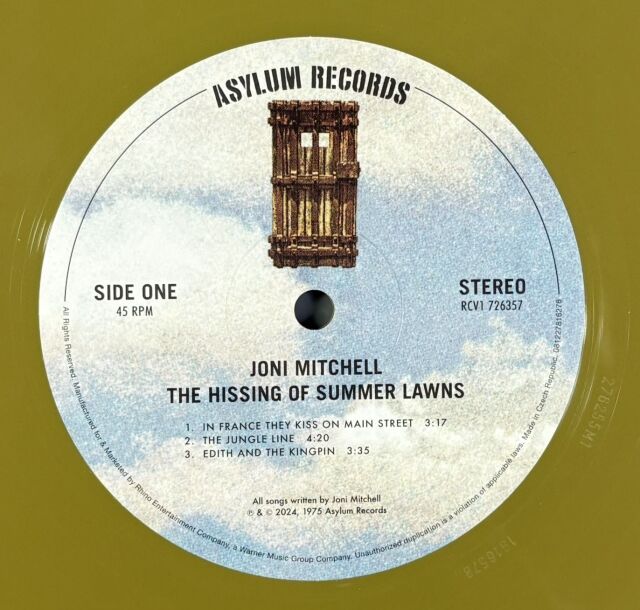 ASYLUM RECORDS
SIDE ONE
45 RPM
STEREO
RCV1 726357
JONI MITCHELL
THE HISSING OF SUMMER LAWNS
1. IN FRANCE THEY KISS ON MAIN STREET 3:17
2. THE JUNGLE LINE 4:20
3. EDITH AND THE KINGPIN 3:35
All songs written by Joni Mitchell
℗ & © 2024, 1975 Asylum Records
All Rights Reserved. Manufactured for & Marketed by Rhino Entertainment Company, a Warner Music Group Company. Unauthorized duplication is a violation of applicable laws. Made in Czech Republic. 081227816278
276255M1